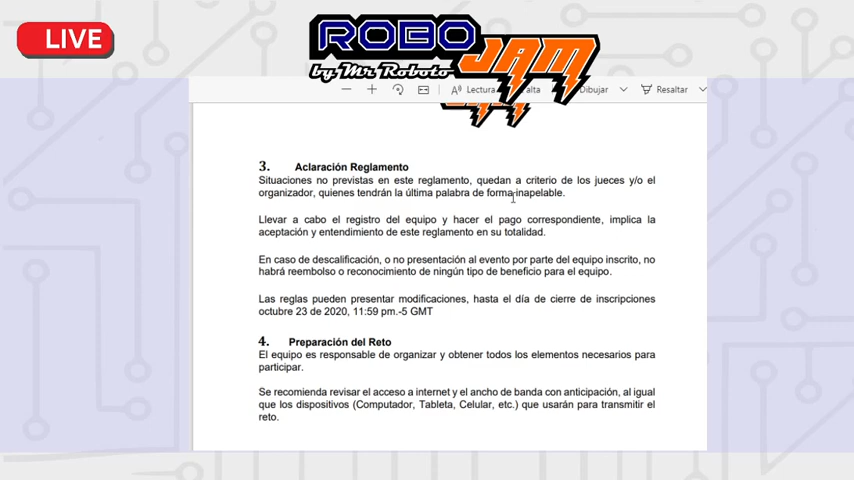 LIVE
ROBO
JAM
by Mr Roboto
Lectura
alta
Dibujar
Resaltar
3. Aclaración Reglamento
Situaciones no previstas en este reglamento, quedan a criterio de los jueces y/o el
organizador, quienes tendrán la última palabra de forma inapelable.
Llevar a cabo el registro del equipo y hacer el pago correspondiente, implica la
aceptación y entendimiento de este reglamento en su totalidad.
En caso de descalificación, o no presentación al evento por parte del equipo inscrito, no
habrá reembolso o reconocimiento de ningún tipo de beneficio para el equipo.
Las reglas pueden presentar modificaciones, hasta el día de cierre de inscripciones
octubre 23 de 2020, 11:59 pm.-5 GMT
4. Preparación del Reto
El equipo es responsable de organizar y obtener todos los elementos necesarios para
participar.
Se recomienda revisar el acceso a internet y el ancho de banda con anticipación, al igual
que los dispositivos (Computador, Tableta, Celular, etc.) que usarán para transmitir el
reto.